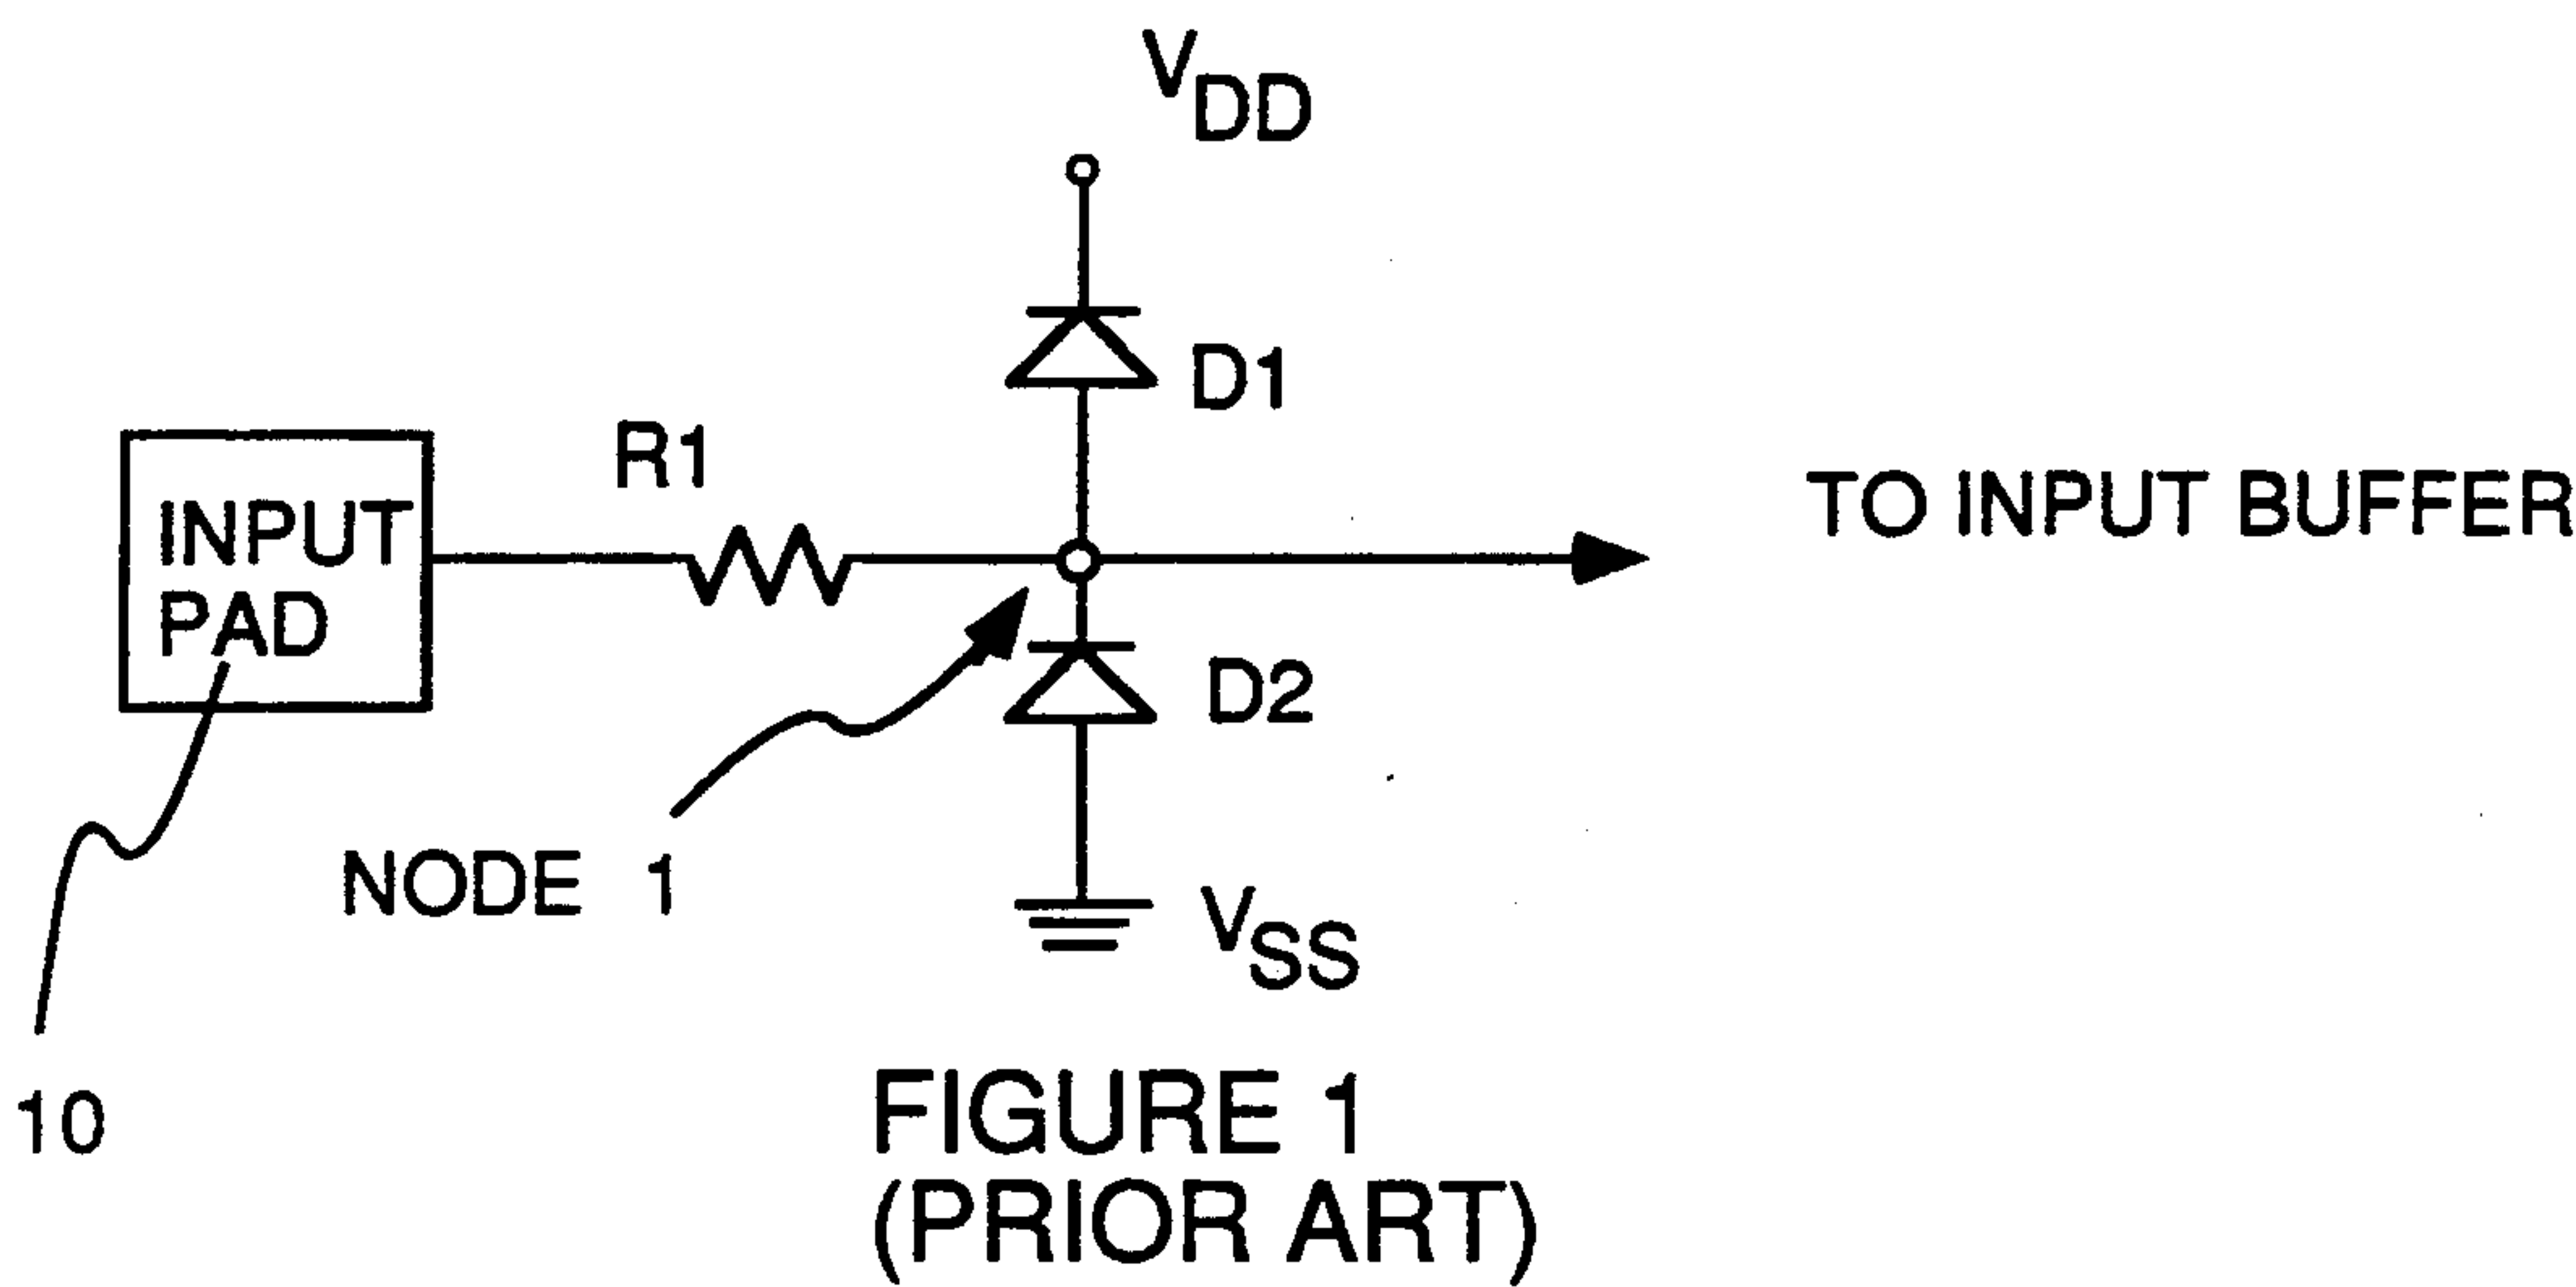 VDD
D1
R1
INPUT
PAD
TO INPUT BUFFER
D2
NODE 1
VSS
10
FIGURE 1
(PRIOR ART)